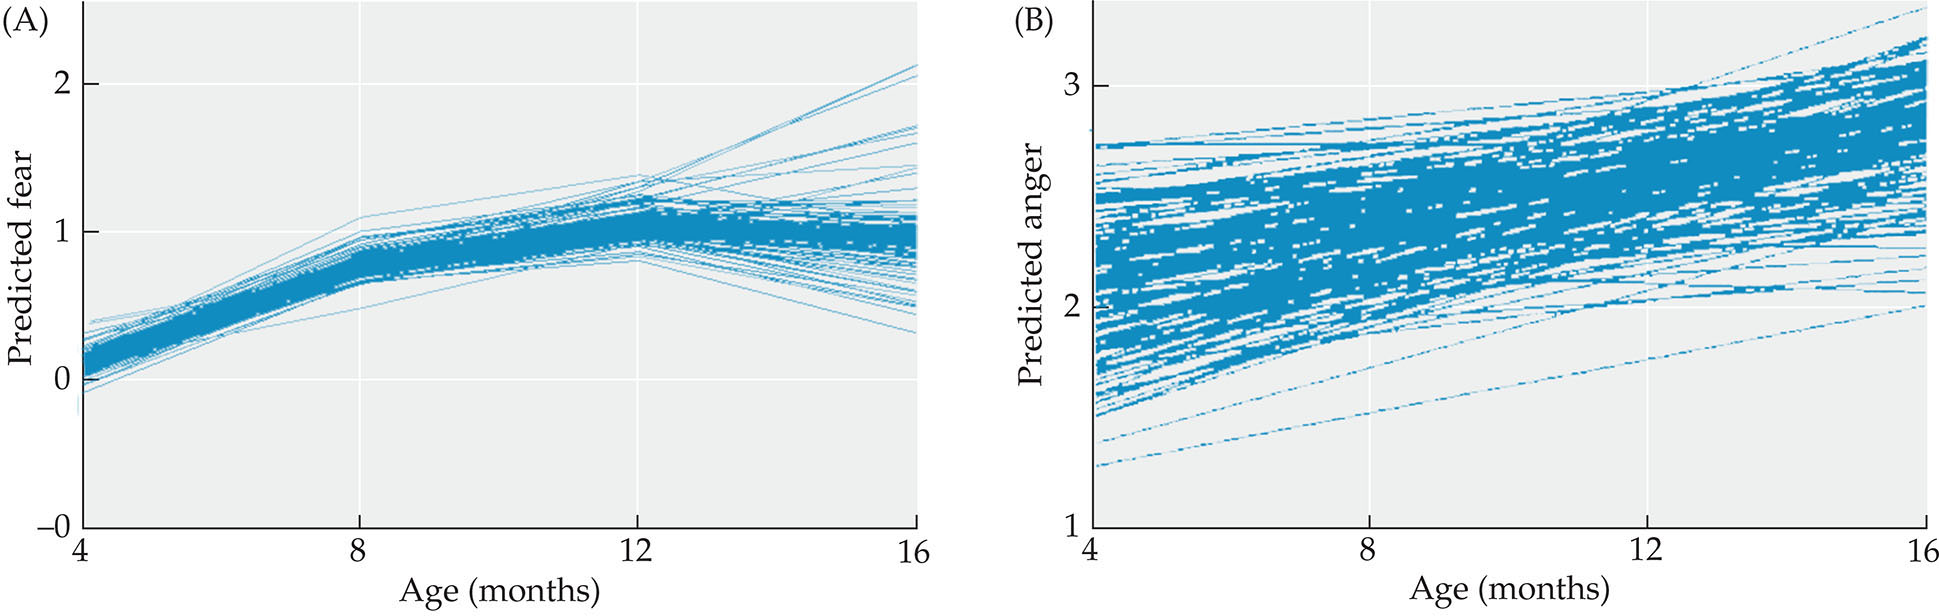 (A)
2
1
0
–0
4 8 12 16
Age (months)
Predicted fear
(B)
3
2
1
4 8 12 16
Age (months)
Predicted anger